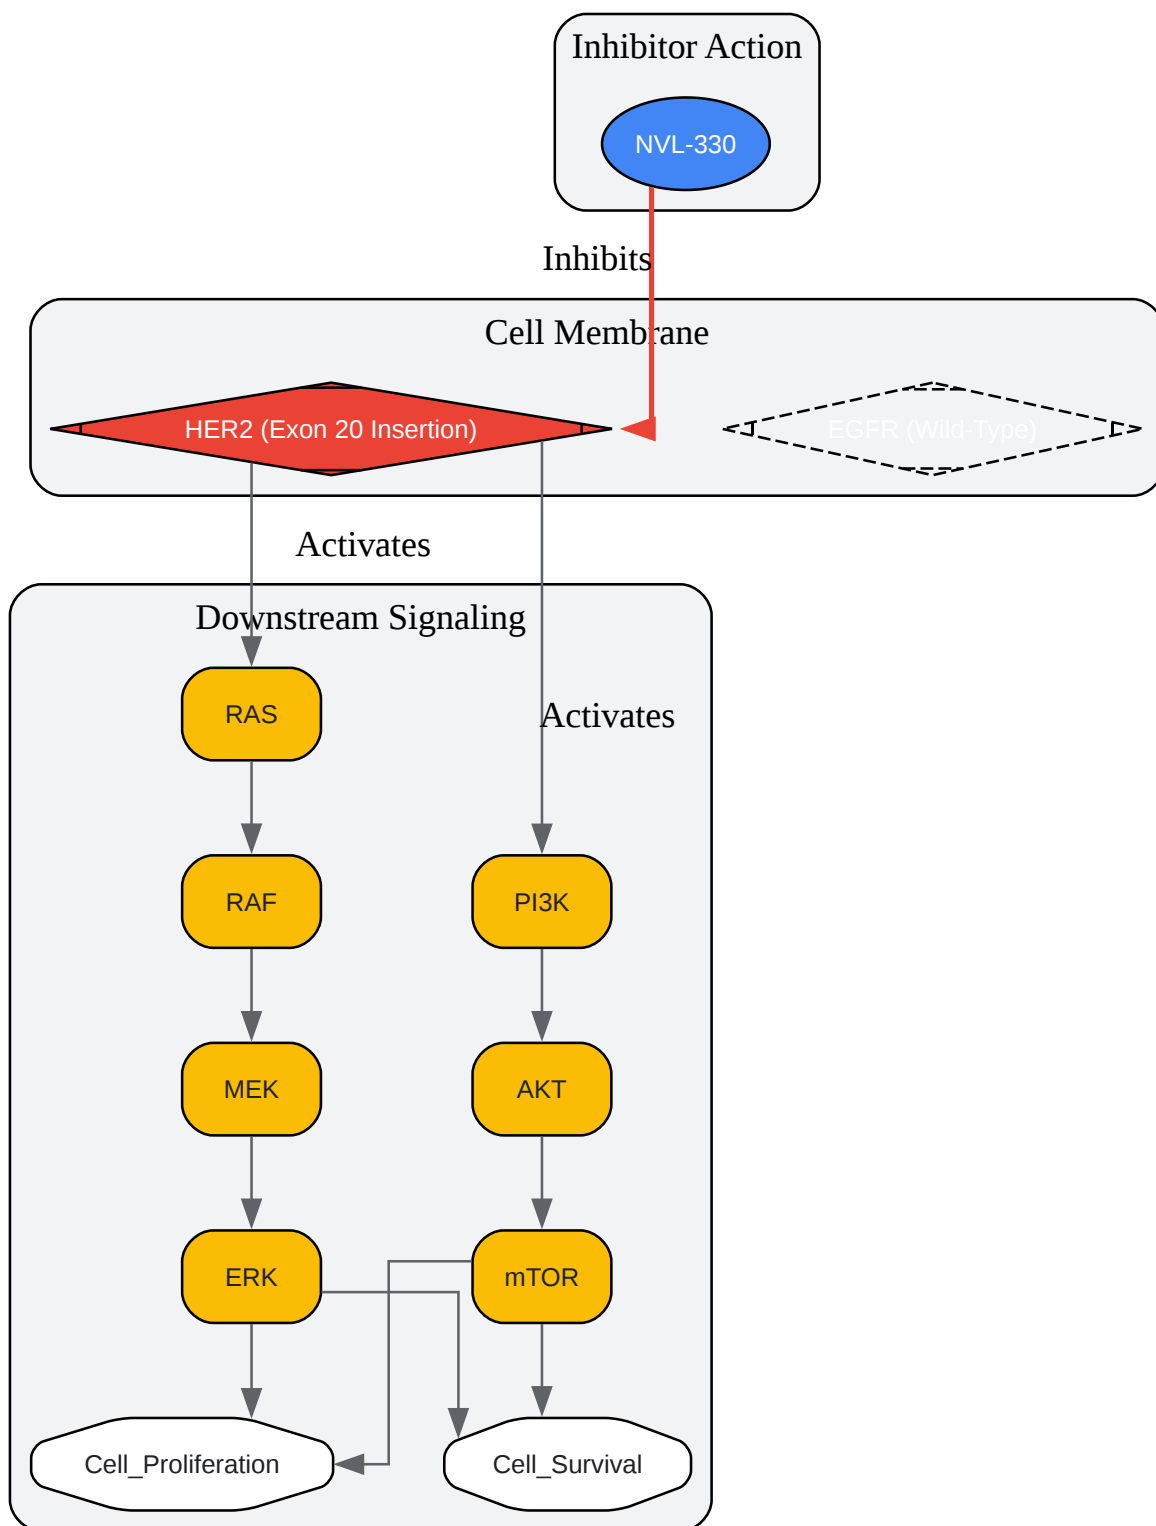 Inhibitor Action
NVL-330
Inhibits
Cell Membrane
HER2 (Exon 20 Insertion)
EGFR (Wild-Type)
Activates
Downstream Signaling
RAS
Activates
RAF
PI3K
MEK
AKT
ERK
mTOR
Cell_Proliferation
Cell_Survival